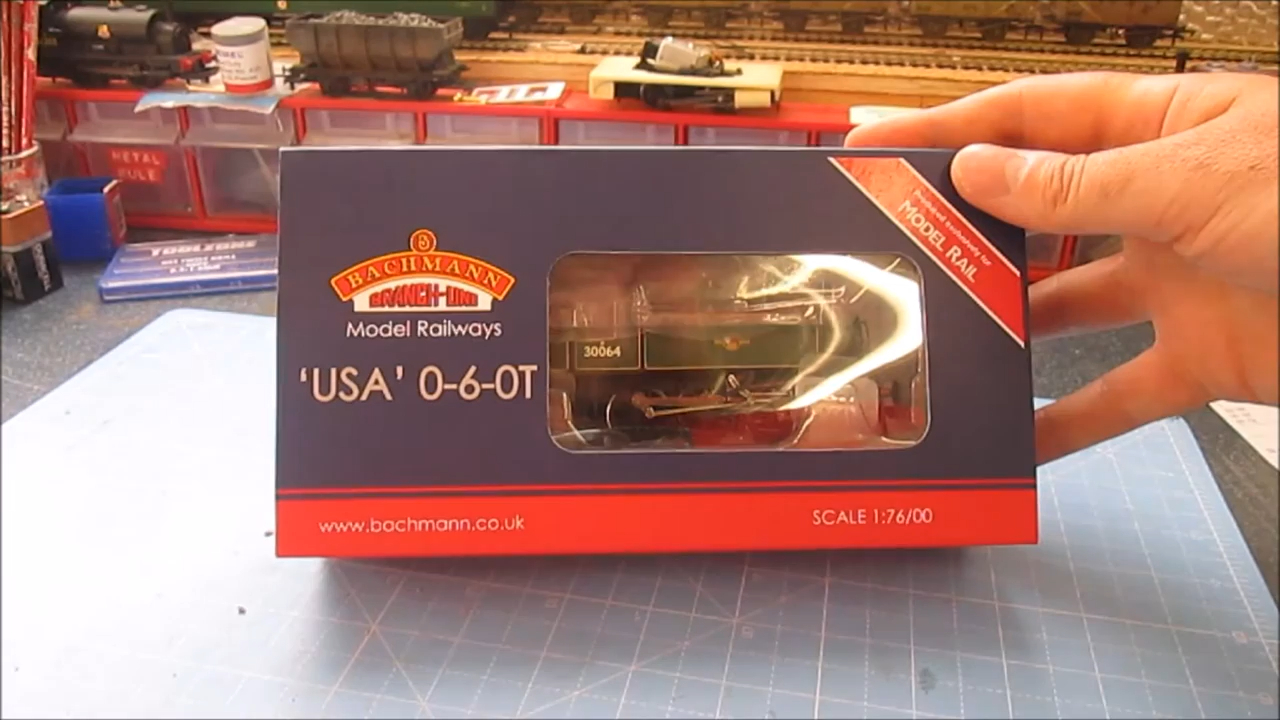 METAL
RULE
TOOLZONE
Produced exclusively for
MODEL RAIL
BACHMANN
BRANCH-LINE
Model Railways
'USA' 0-6-0T
30064
www.bachmann.co.uk
SCALE 1:76/00